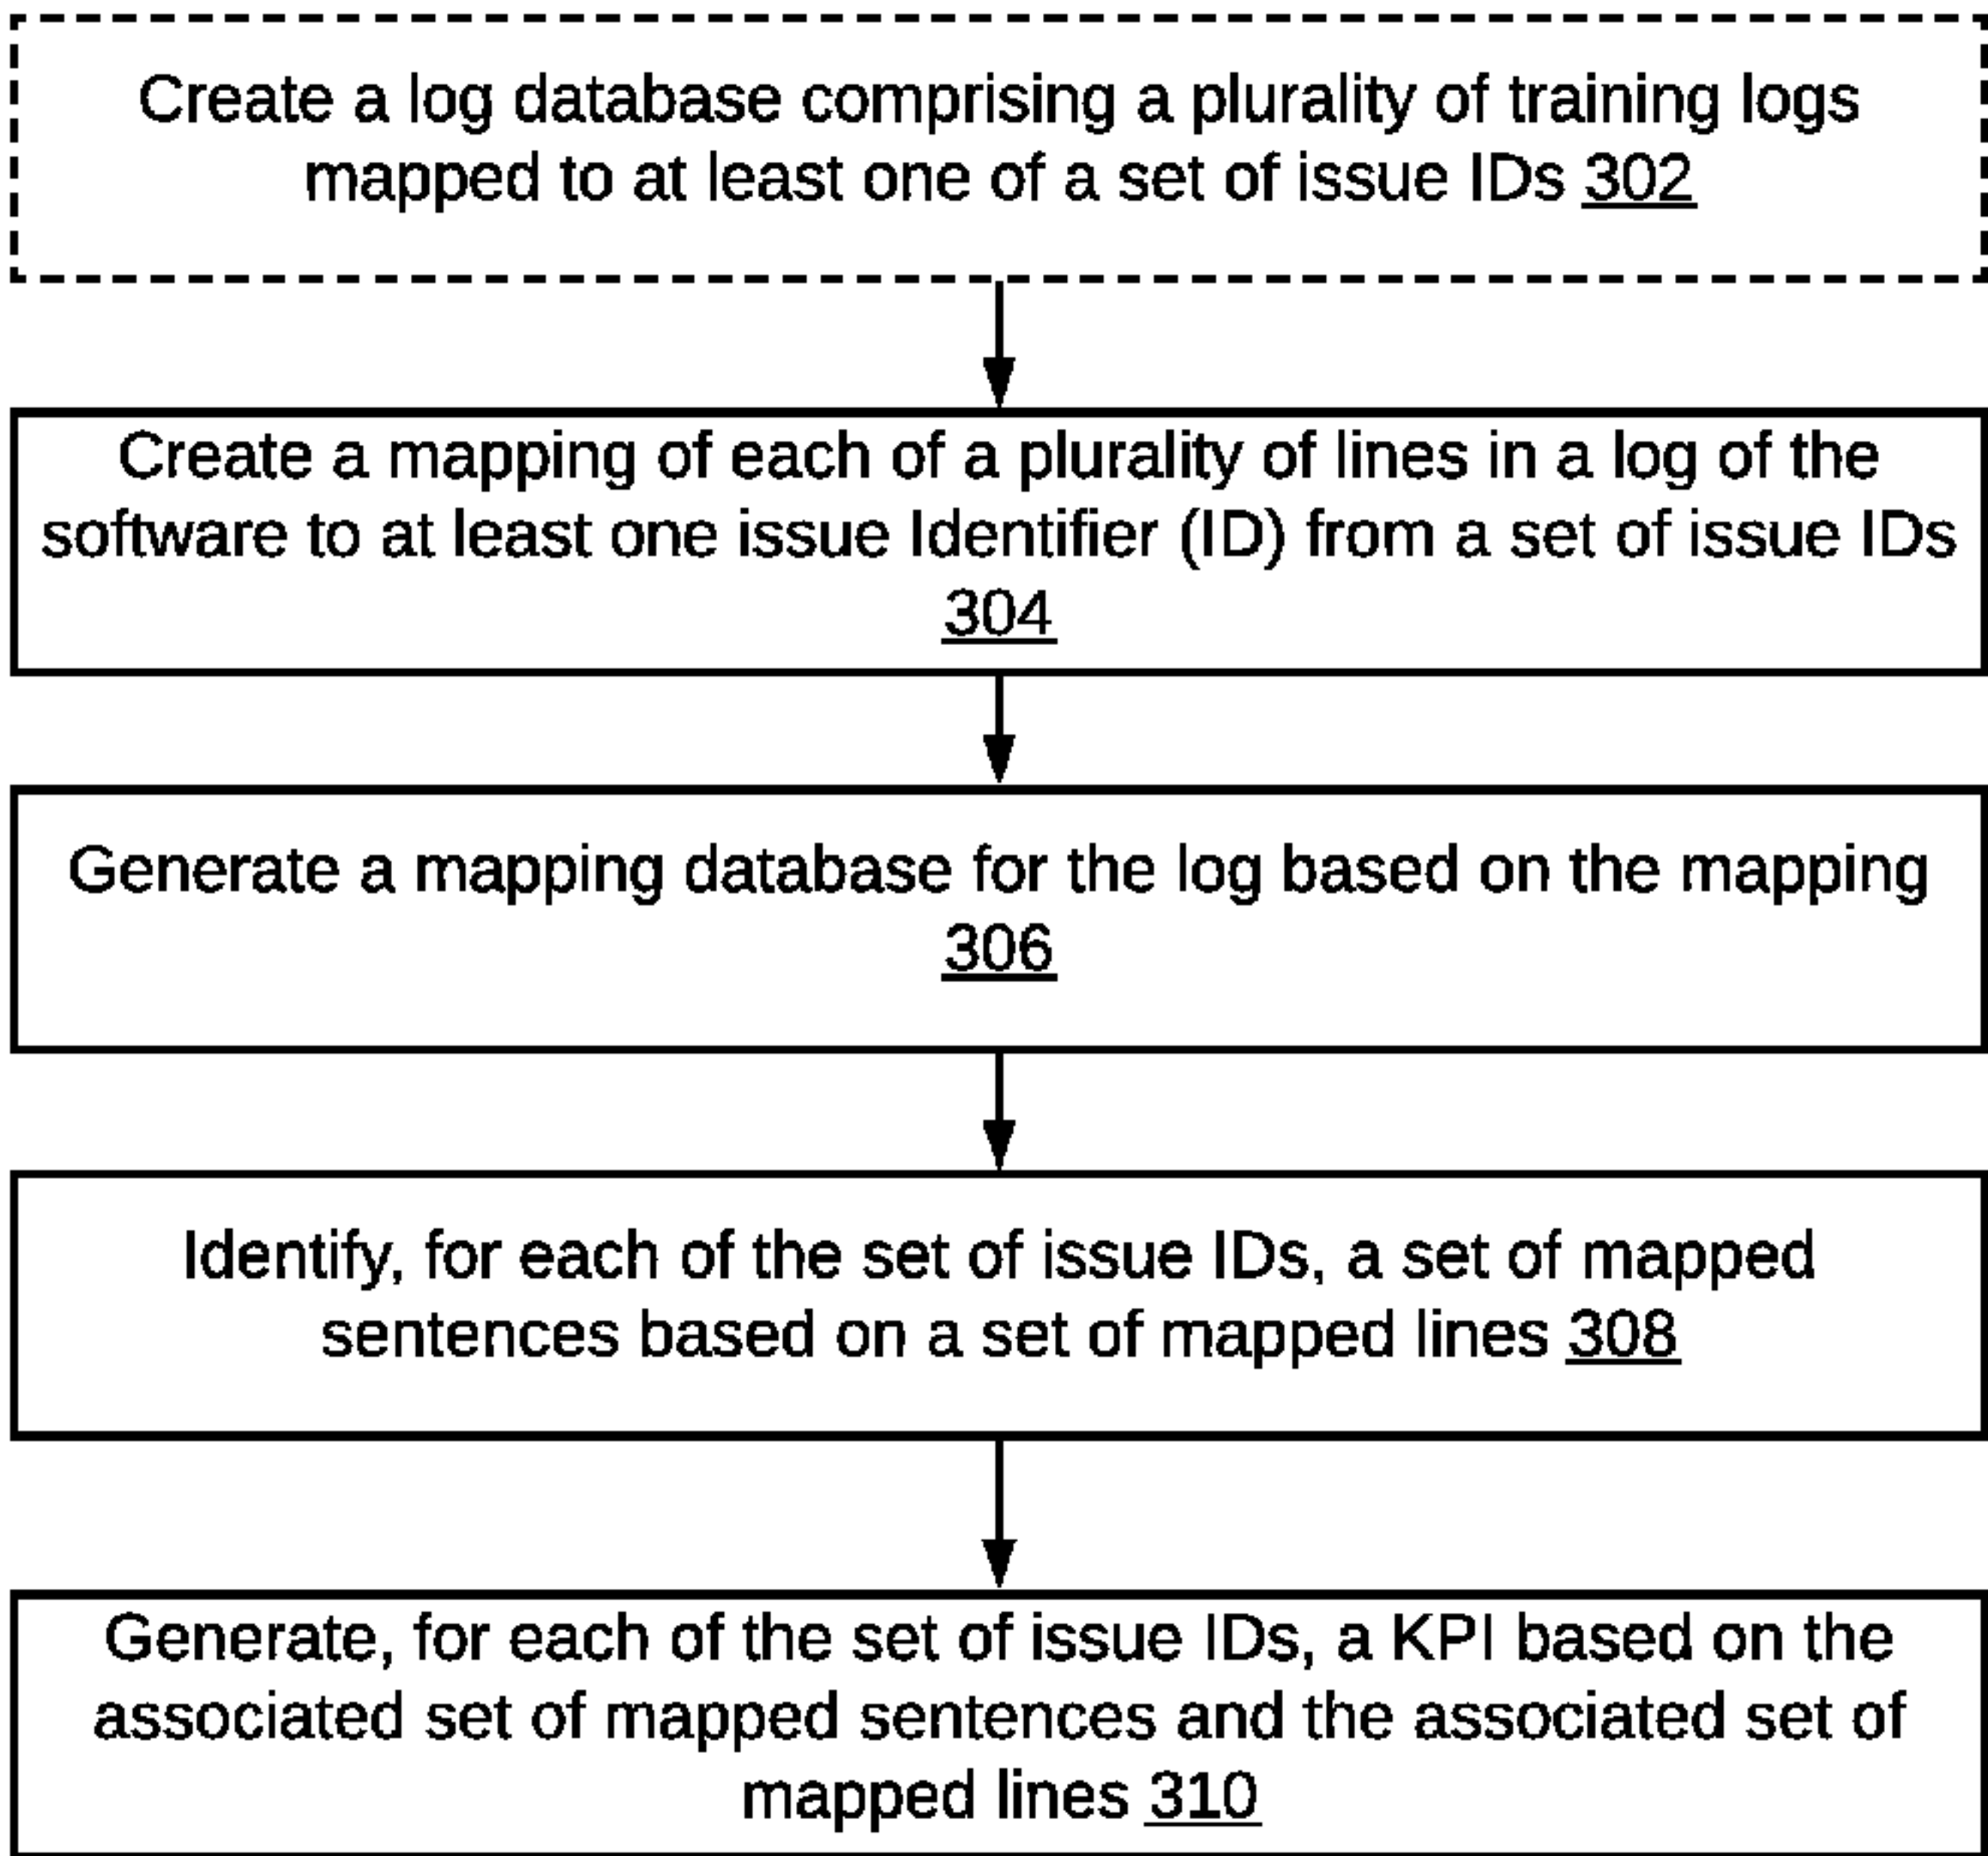 Create a log database comprising a plurality of training logs
mapped to at least one of a set of issue IDs 302
Create a mapping of each of a plurality of lines in a log of the
software to at least one issue Identifier (ID) from a set of issue IDs
304
Generate a mapping database for the log based on the mapping
306
Identify, for each of the set of issue IDs, a set of mapped
sentences based on a set of mapped lines 308
Generate, for each of the set of issue IDs, a KPI based on the
associated set of mapped sentences and the associated set of
mapped lines 310